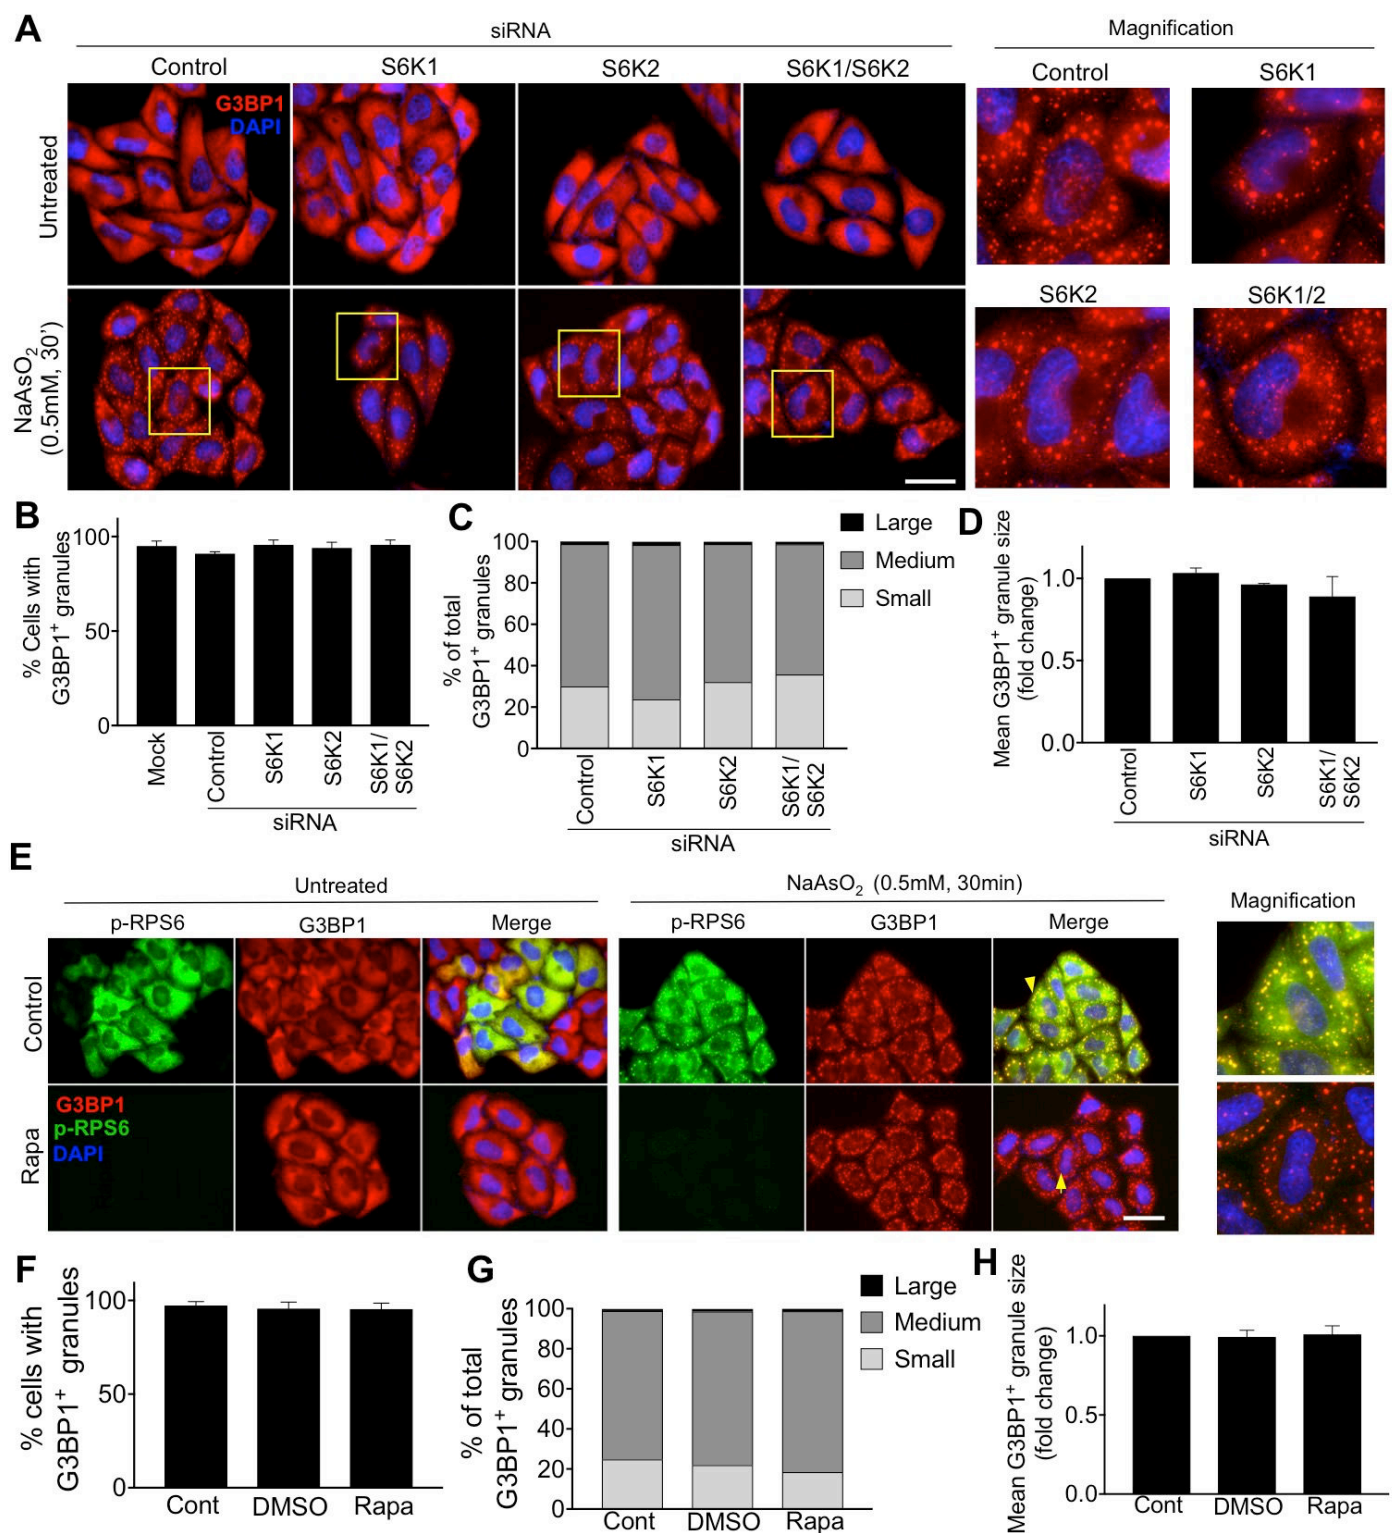 A
siRNA
Magnification
Control S6K1 S6K2 S6K1/S6K2
Control S6K1
G3BP1
DAPI
Untreated
S6K2 S6K1/2
NaAsO2
(0.5mM, 30”)
B
% Cells with
G3BP1+ granules
100
50
0
Mock
Control
S6K1
S6K2
S6K1/
S6K2
siRNA
C
Large
Medium
Small
% of total
G3BP1+ granules
100
80
60
40
20
0
Control
S6K1
S6K2
S6K1/
S6K2
siRNA
D
Mean G3BP1+ granule size
(fold change)
1.0
0.5
0.0
Control
S6K1
S6K2
S6K1/
S6K2
siRNA
E
Untreated
NaAsO2 (0.5mM, 30min)
Magnification
p-RPS6 G3BP1 Merge
p-RPS6 G3BP1 Merge
Control
Rapa
G3BP1
p-RPS6
DAPI
F
% cells with
G3BP1+ granules
100
50
0
Cont DMSO Rapa
G
Large
Medium
Small
% of total
G3BP1+ granules
100
80
60
40
20
0
Cont DMSO Rapa
H
Mean G3BP1+ granule size
(fold change)
1.0
0.5
0.0
Cont DMSO Rapa